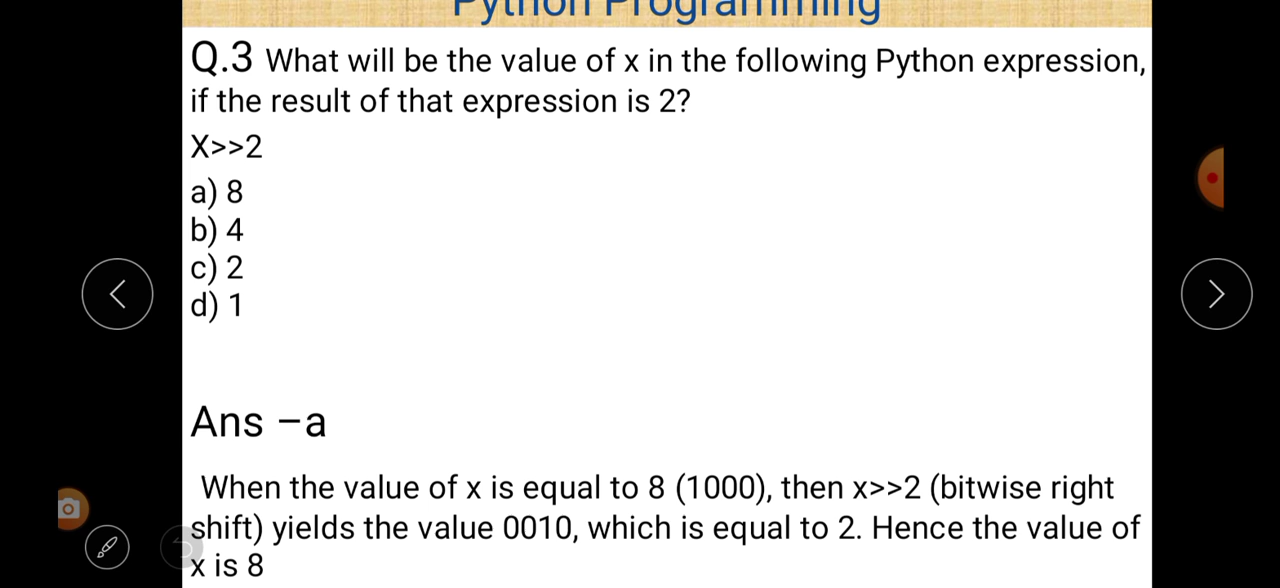 Python Programming
Q.3 What will be the value of x in the following Python expression,
if the result of that expression is 2?
X>>2
a) 8
b) 4
c) 2
d) 1
Ans –a
When the value of x is equal to 8 (1000), then x>>2 (bitwise right
shift) yields the value 0010, which is equal to 2. Hence the value of
x is 8